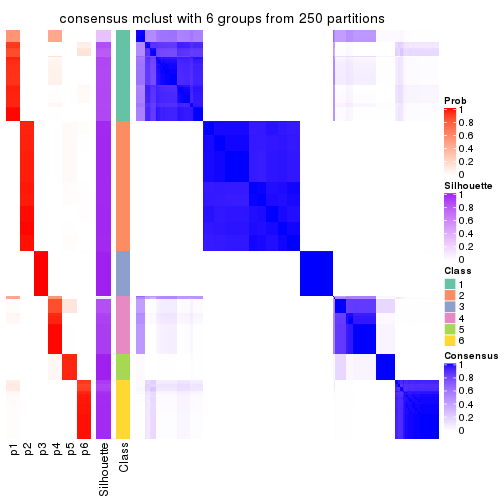 consensus mclust with 6 groups from 250 partitions
Prob
1
0.8
0.6
0.4
0.2
0
Silhouette
1
0.8
0.6
0.4
0.2
0
Class
1
2
3
4
5
6
Consensus
1
0.8
0.6
0.4
0.2
0
p1
p2
p3
p4
p5
p6
Silhouette
Class